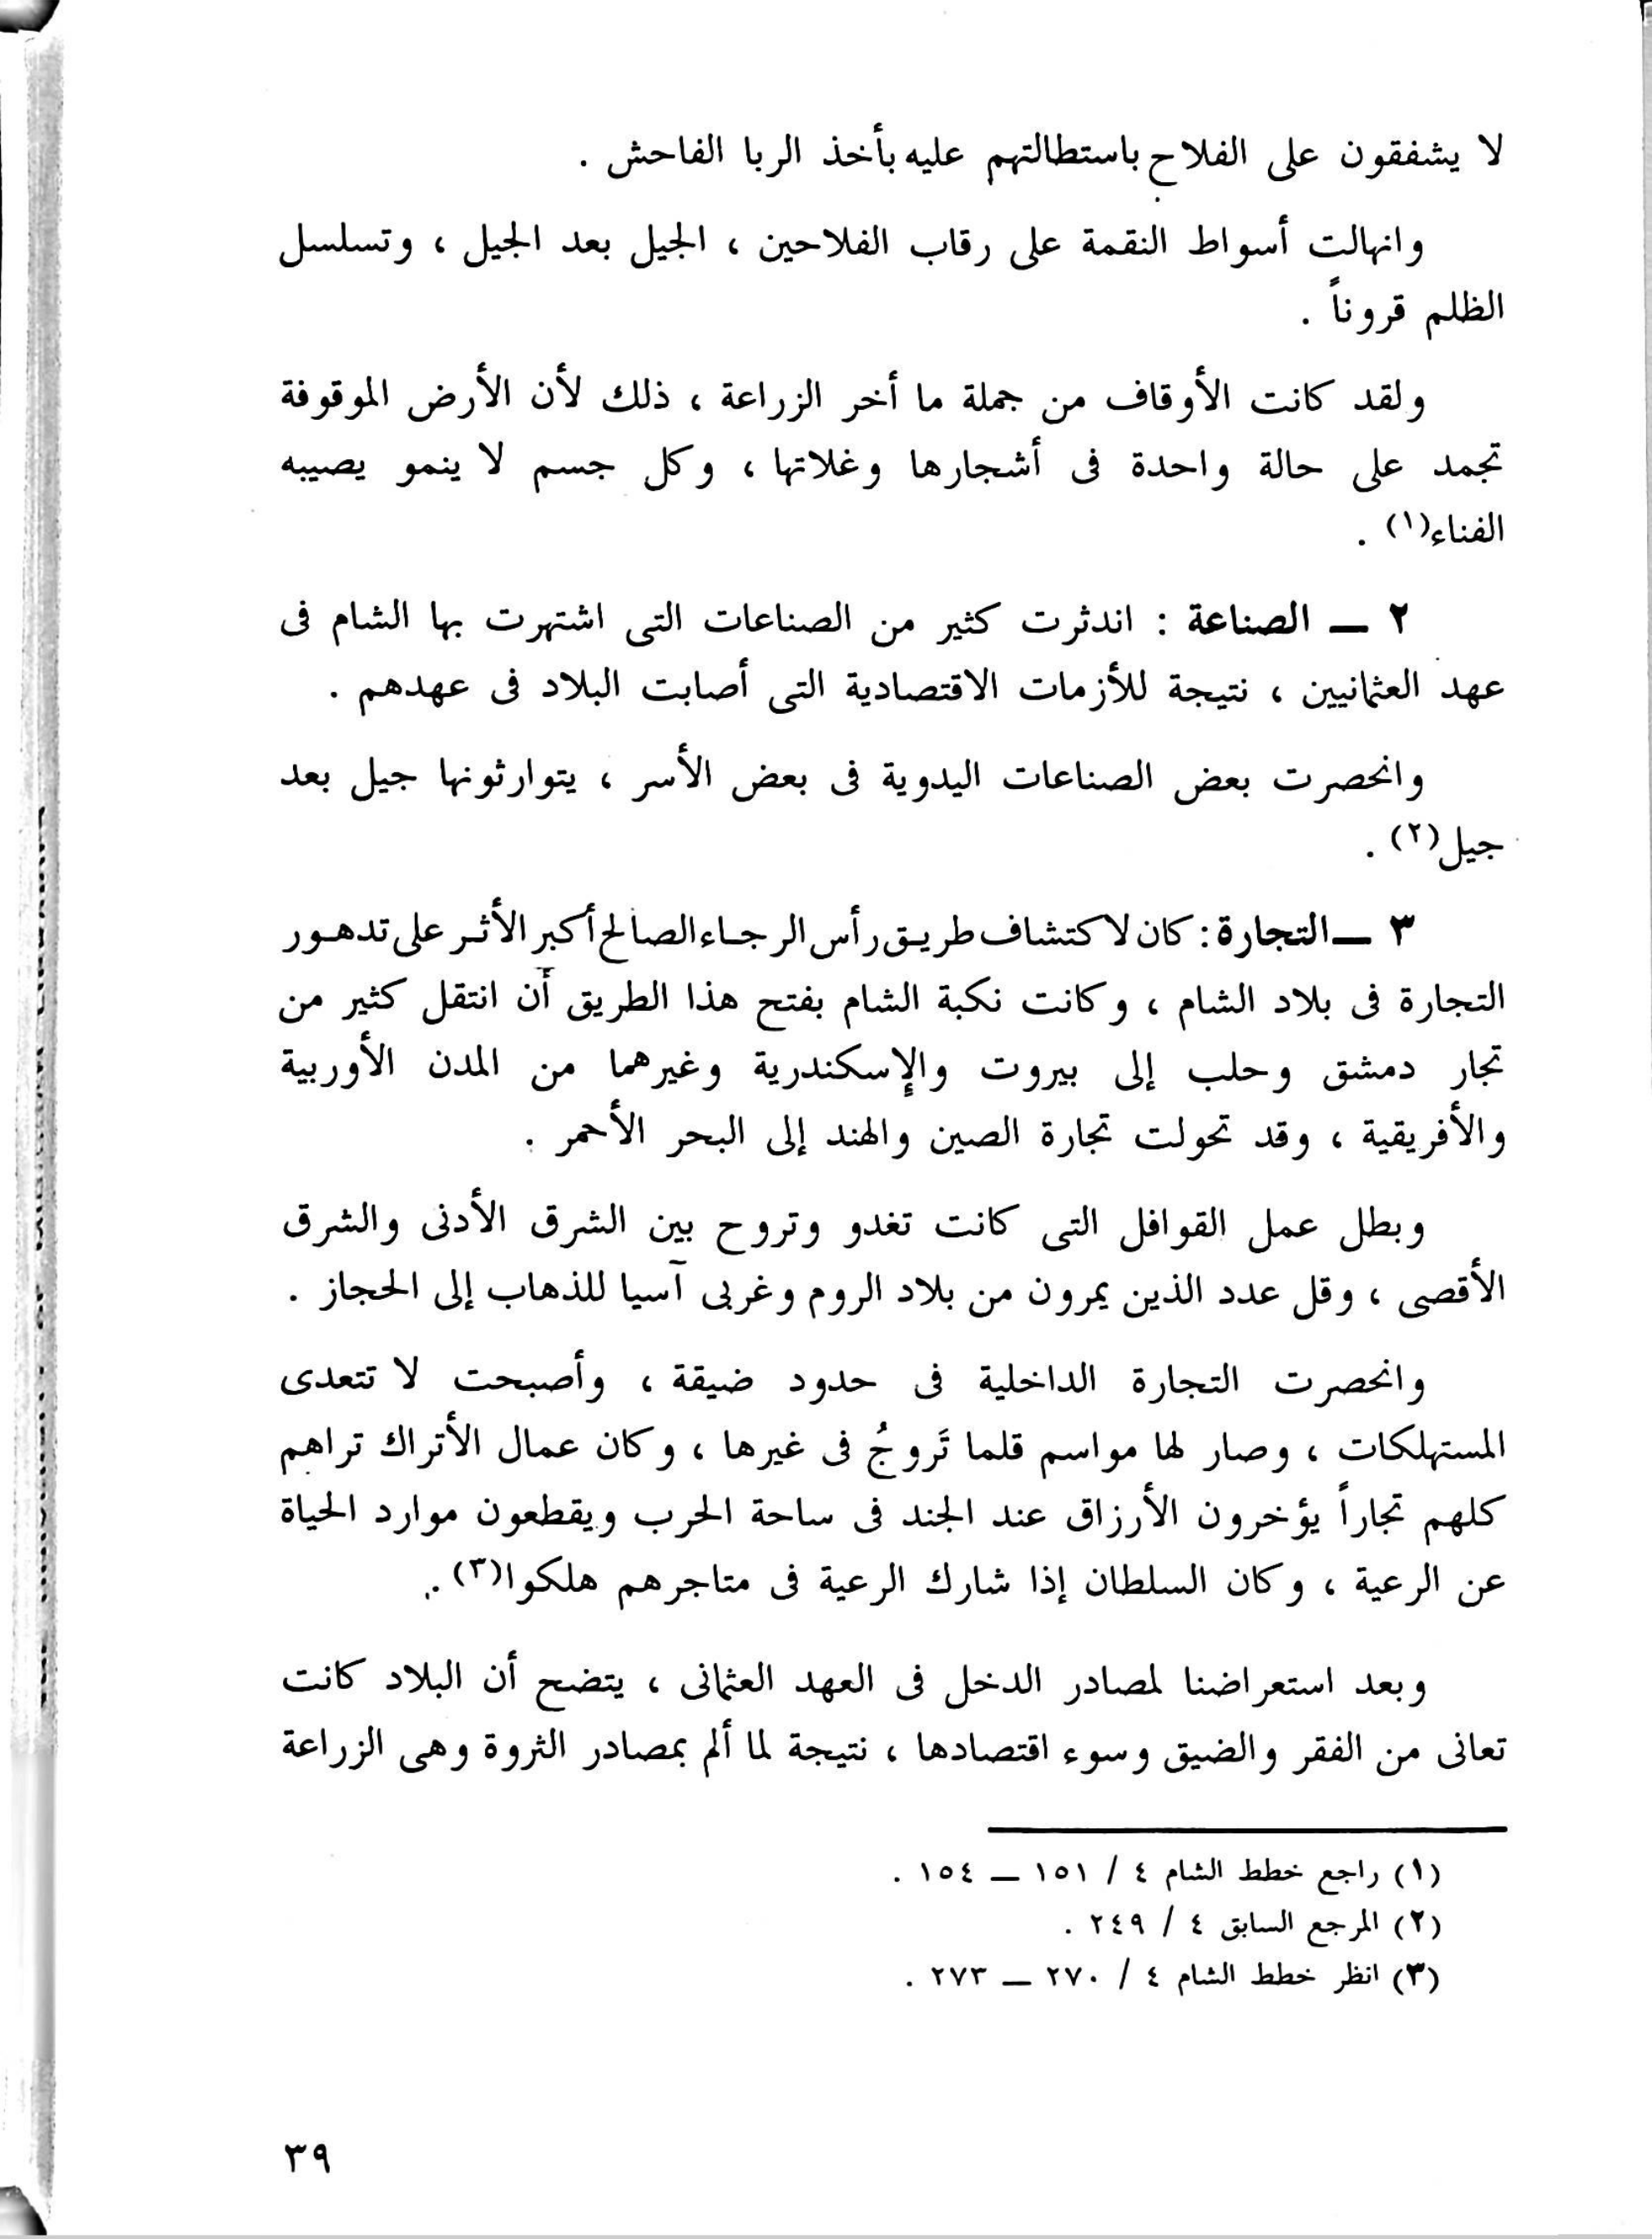 لا يشفقون على الفلاح باستطالتهم عليه بأخذ الربا الفاحش .
وانهالت أسواط النقمة على رقاب الفلاحين ، الجيل بعد الجيل ، وتسلسل
الظلم قروناً .
ولقد كانت الأوقاف من جملة ما أخر الزراعة ، ذلك لأن الأرض الموقوفة
تجمد على حالة واحدة فى أشجارها وغلاتها ، وكل جسم لا ينمو يصيبه
الفناء(١) .
٢ ــ الصناعة : اندثرت كثير من الصناعات التى اشتهرت بها الشام فى
عهد العثمانيين ، نتيجة للأزمات الاقتصادية التى أصابت البلاد فى عهدهم .
وانحصرت بعض الصناعات اليدوية فى بعض الأسر ، يتوارثونها جيل بعد
جيل(٢) .
٣ ــ التجارة : كان لاكتشاف طريق رأس الرجاء الصالح أكبر الأثر على تدهور
التجارة فى بلاد الشام ، وكانت نكبة الشام بفتح هذا الطريق أن انتقل كثير من
تجار دمشق وحلب إلى بيروت والإسكندرية وغيرهما من المدن الأوربية
والأفريقية ، وقد تحولت تجارة الصين والهند إلى البحر الأحمر .
وبطل عمل القوافل التى كانت تغدو وتروح بين الشرق الأدنى والشرق
الأقصى ، وقل عدد الذين يمرون من بلاد الروم وغربى آسيا للذهاب إلى الحجاز .
وانحصرت التجارة الداخلية فى حدود ضيقة ، وأصبحت لا تتعدى
المستهلكات ، وصار لها مواسم قلما تَروجُ فى غيرها ، وكان عمال الأتراك تراهم
كلهم تجاراً يؤخرون الأرزاق عند الجند فى ساحة الحرب ويقطعون موارد الحياة
عن الرعية ، وكان السلطان إذا شارك الرعية فى متاجرهم هلكوا(٣) .
وبعد استعراضنا لمصادر الدخل فى العهد العثمانى ، يتضح أن البلاد كانت
تعانى من الفقر والضيق وسوء اقتصادها ، نتيجة لما ألم بمصادر الثروة وهى الزراعة
(١) راجع خطط الشام ٤ / ١٥١ ــ ١٥٤ .
(٢) المرجع السابق ٤ / ٢٤٩ .
(٣) انظر خطط الشام ٤ / ٢٧٠ ــ ٢٧٣ .
٣٩